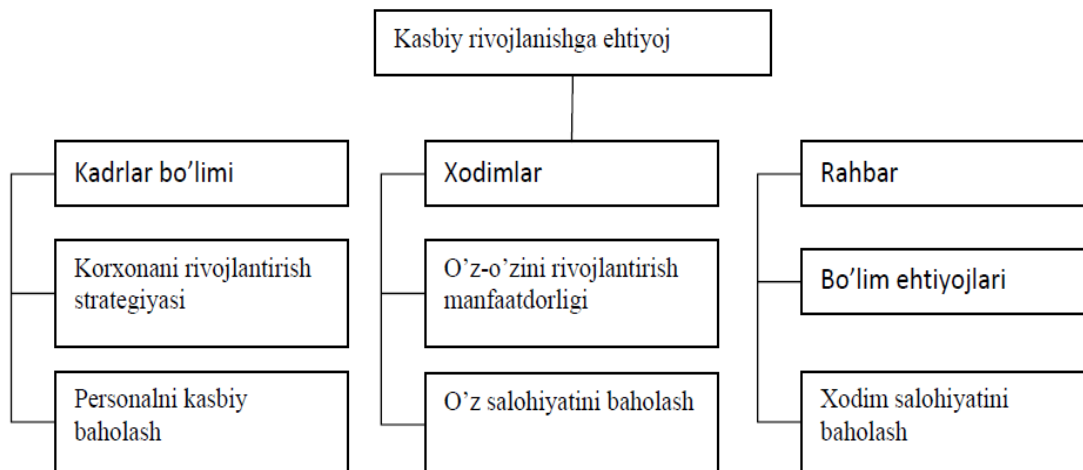 Kasbiy rivojlanishga ehtiyoj
Kadrlar bo’limi
Xodimlar
Rahbar
Korxonani rivojlantirish
strategiyasi
O’z-o’zini rivojlantirish
manfaatdorligi
Bo’lim ehtiyojlari
Personalni kasbiy
baholash
O’z salohiyatini baholash
Xodim salohiyatini
baholash